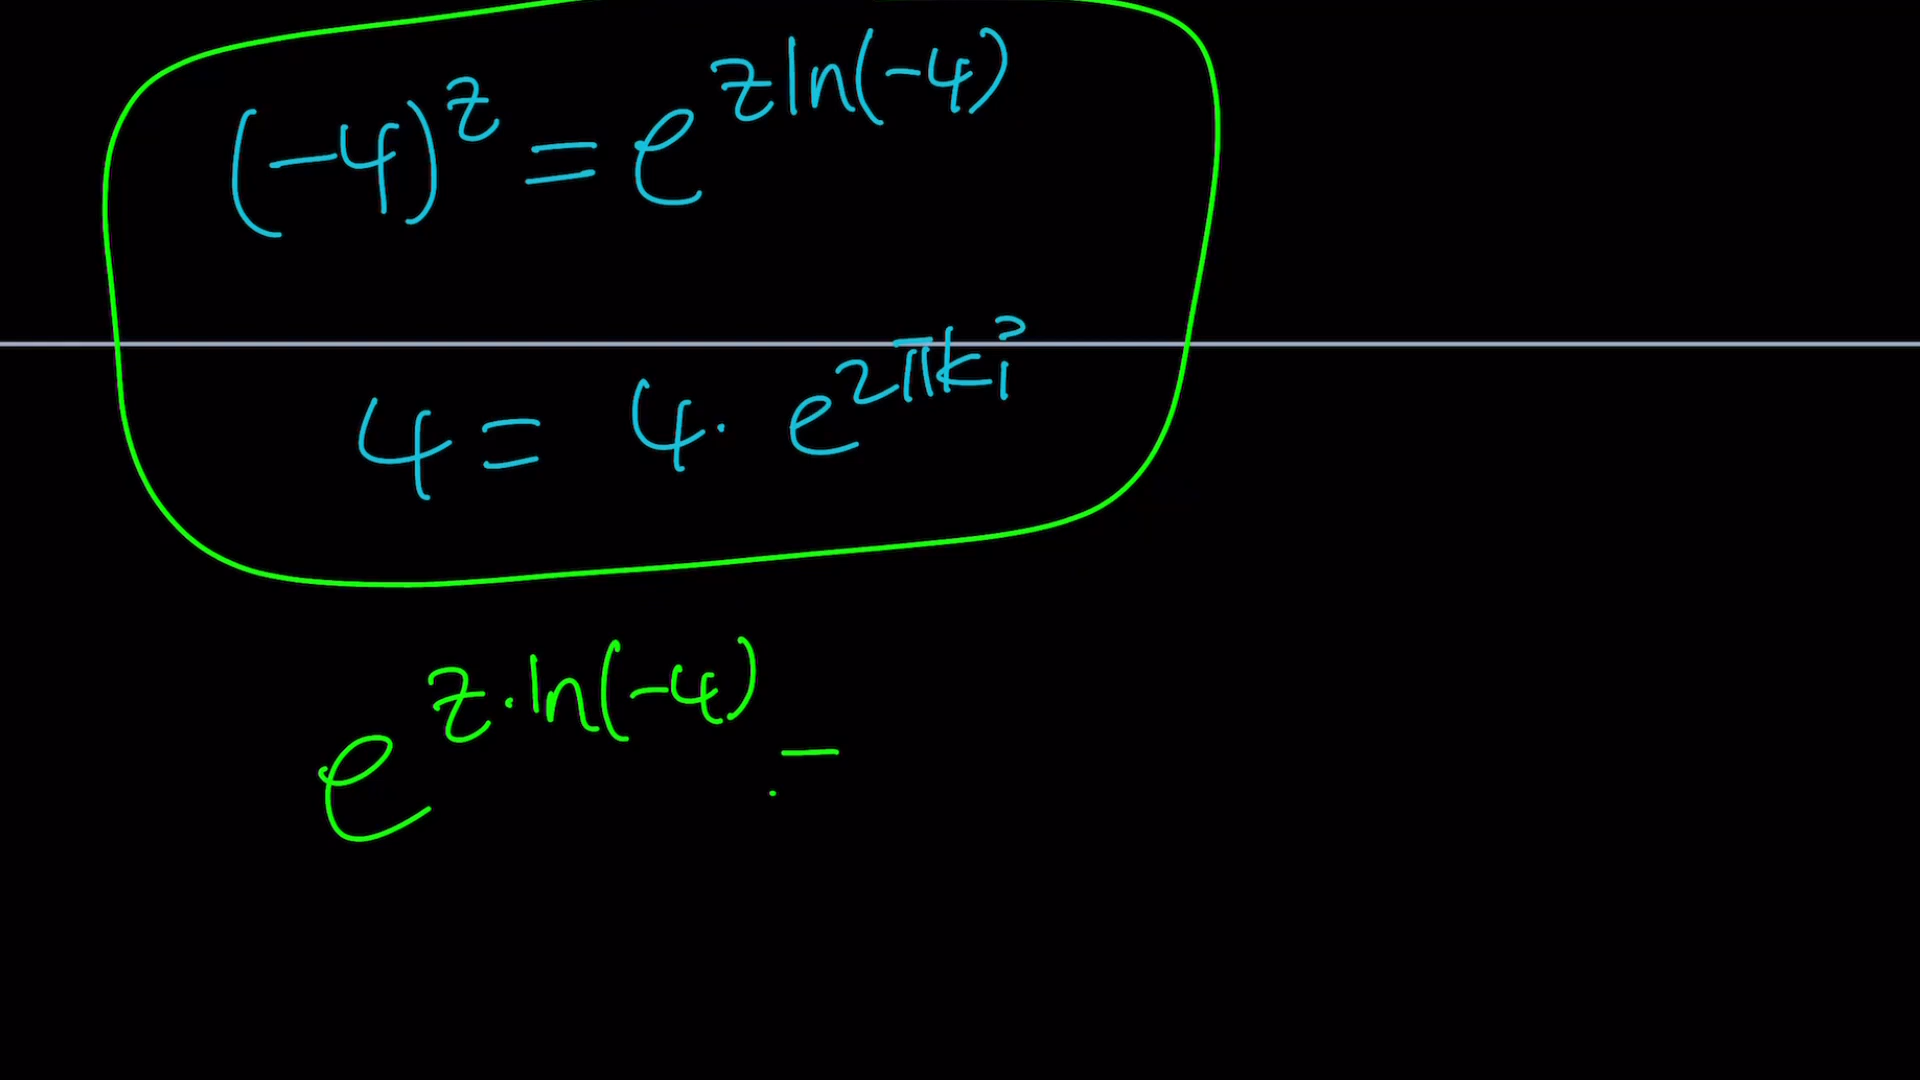 (-4)^z = e^{z ln(-4)}
4 = 4 · e^{2πki}
e^{z · ln(-4)} =